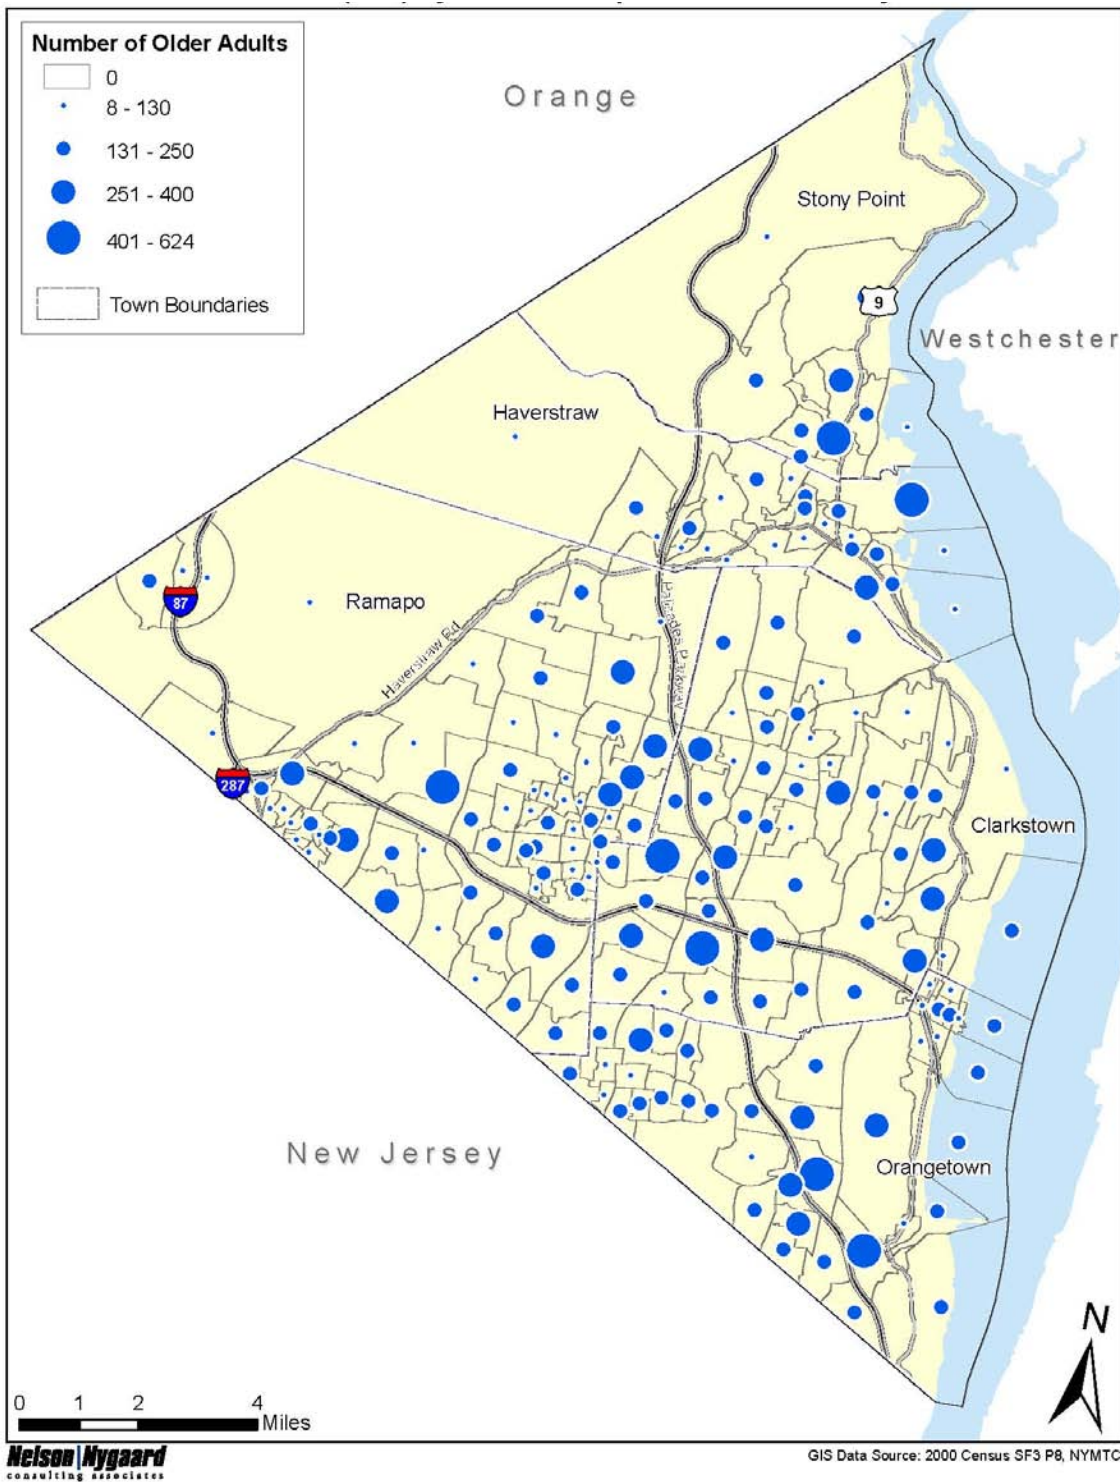 Number of Older Adults
0
8 - 130
131 - 250
251 - 400
401 - 624
Town Boundaries
Orange
Stony Point
9
Westchester
Haverstraw
87
Ramapo
Haverstraw Rd
Palisades Parkway
287
Clarkstown
New Jersey
Orangetown
N
0 1 2 4
Miles
Nelson|Nygaard
consulting associates
GIS Data Source: 2000 Census SF3 P8, NYMTC